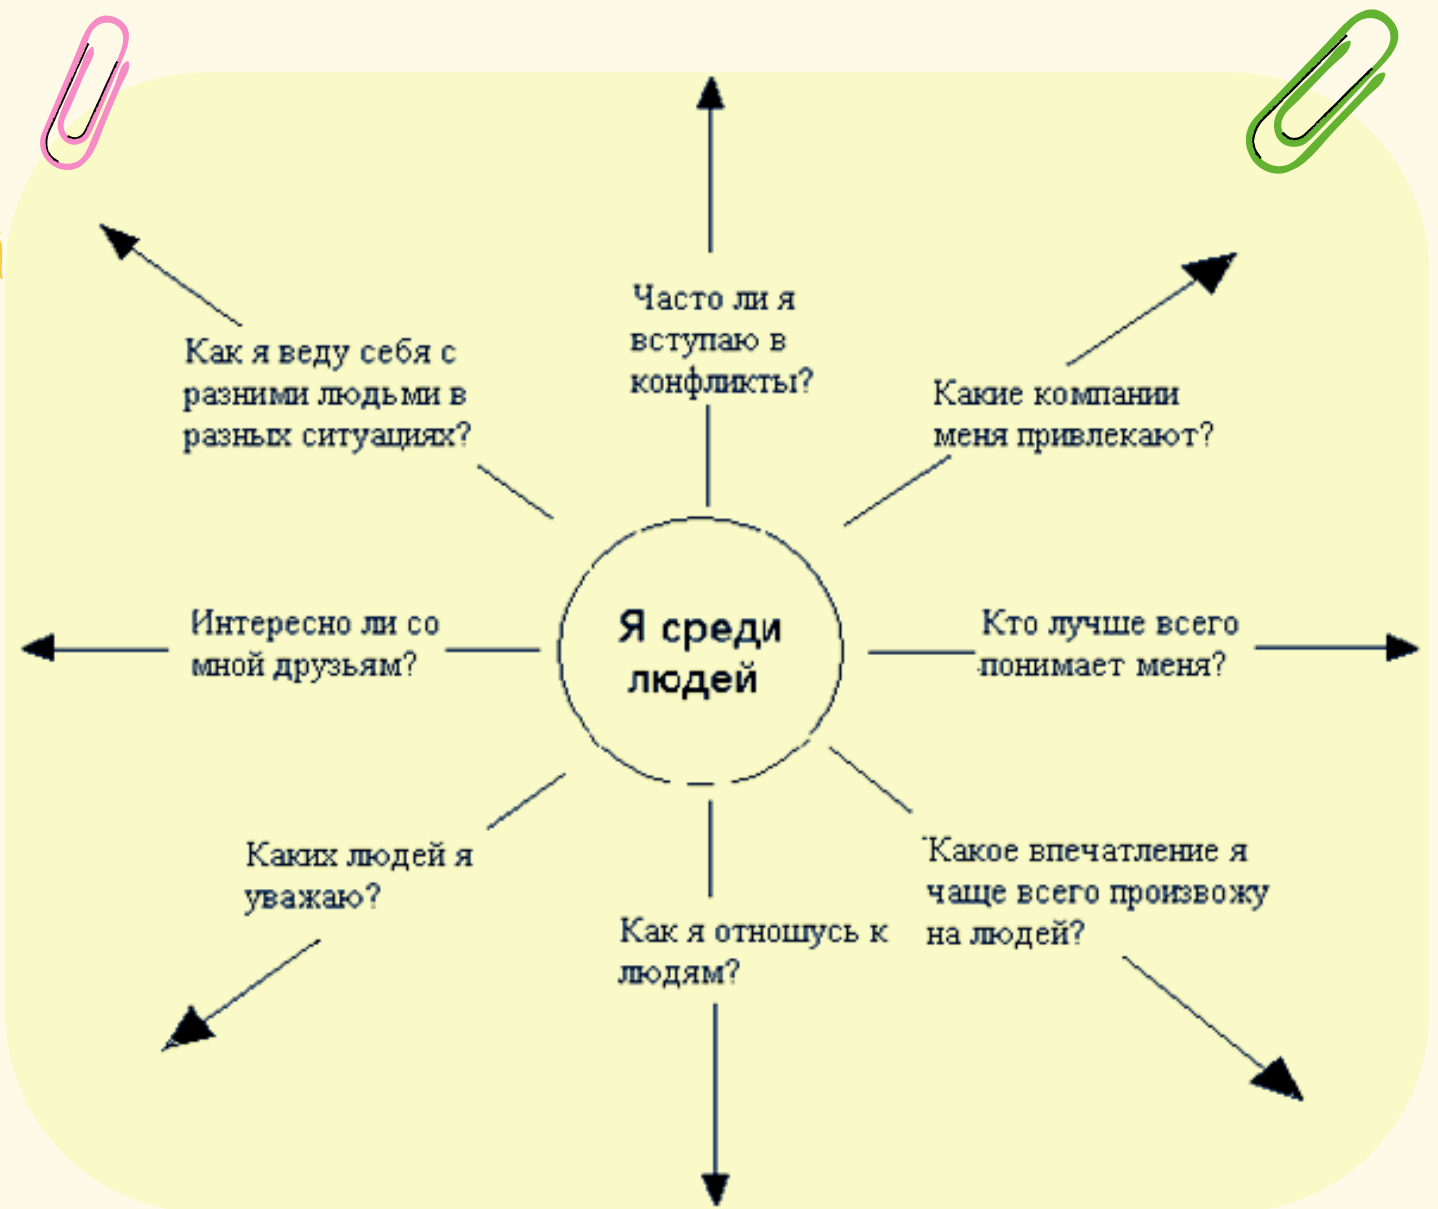 Часто ли я
вступаю в
конфликты?
Как я веду себя с
разними людьми в
разных ситуациях?
Какие компании
меня привлекают?
Интересно ли со
мной друзьям?
Я среди
людей
Кто лучше всего
понимает меня?
Каких людей я
уважаю?
Как я отношусь к
людям?
Какое впечатление я
чаще всего произвожу
на людей?